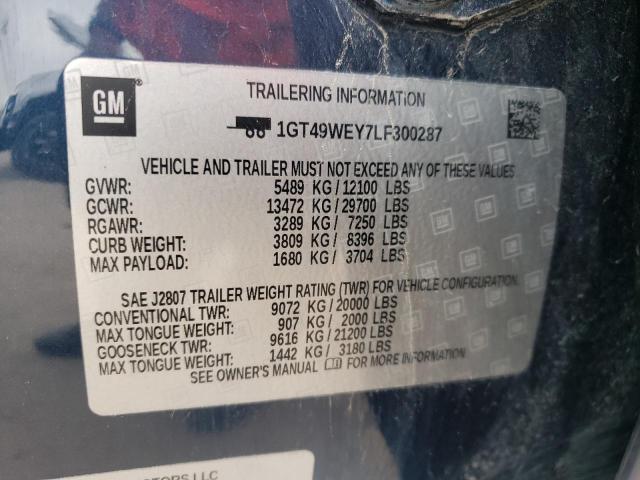 GM
TRAILERING INFORMATION
1GT49WEY7LF300287
VEHICLE AND TRAILER MUST NOT EXCEED ANY OF THESE VALUES
GVWR: 5489 KG/12100 LBS
GCWR: 13472 KG/29700 LBS
RGAWR: 3289 KG/ 7250 LBS
CURB WEIGHT: 3809 KG/ 8396 LBS
MAX PAYLOAD: 1680 KG/ 3704 LBS
SAE J2807 TRAILER WEIGHT RATING (TWR) FOR VEHICLE CONFIGURATION.
CONVENTIONAL TWR: 9072 KG/20000 LBS
MAX TONGUE WEIGHT: 907 KG/ 2000 LBS
GOOSENECK TWR: 9616 KG/21200 LBS
MAX TONGUE WEIGHT: 1442 KG/ 3180 LBS
SEE OWNER'S MANUAL FOR MORE INFORMATION
LLC